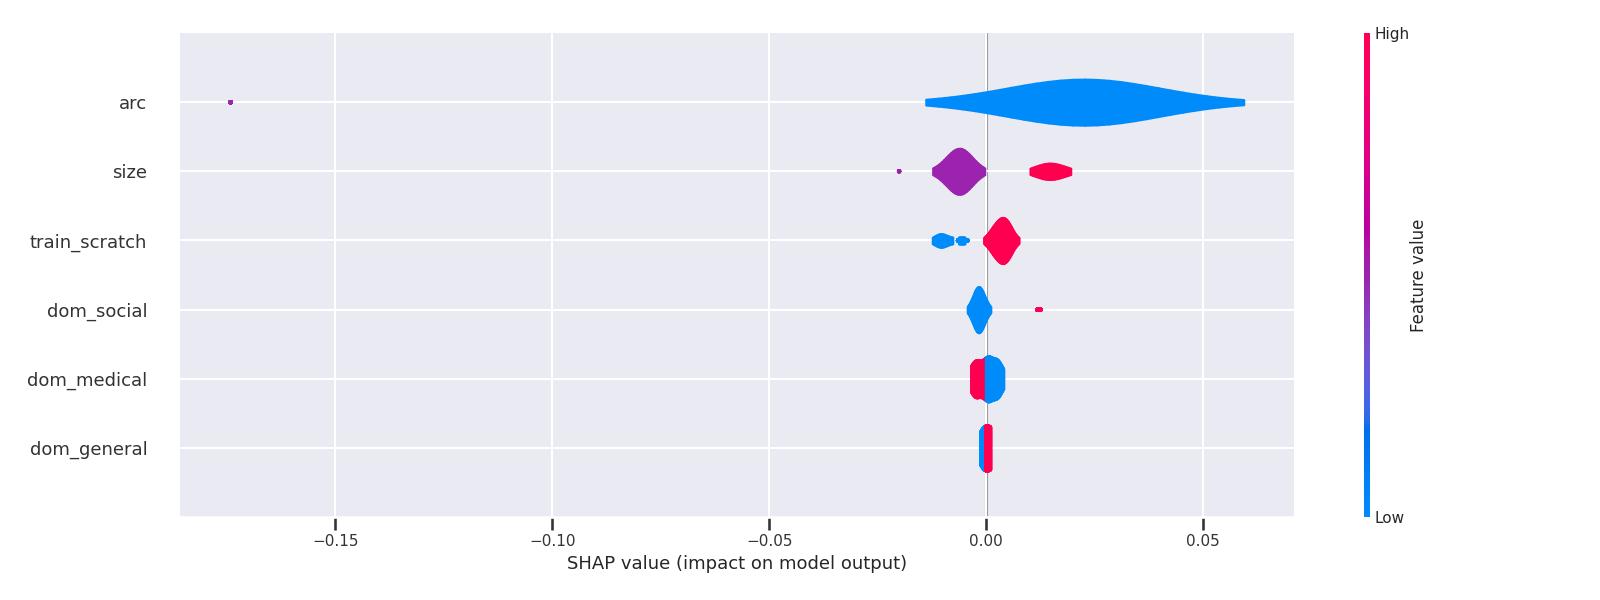 High
arc
size
train_scratch
dom_social
dom_medical
dom_general
Feature value
Low
−0.15
−0.10
−0.05
0.00
0.05
SHAP value (impact on model output)